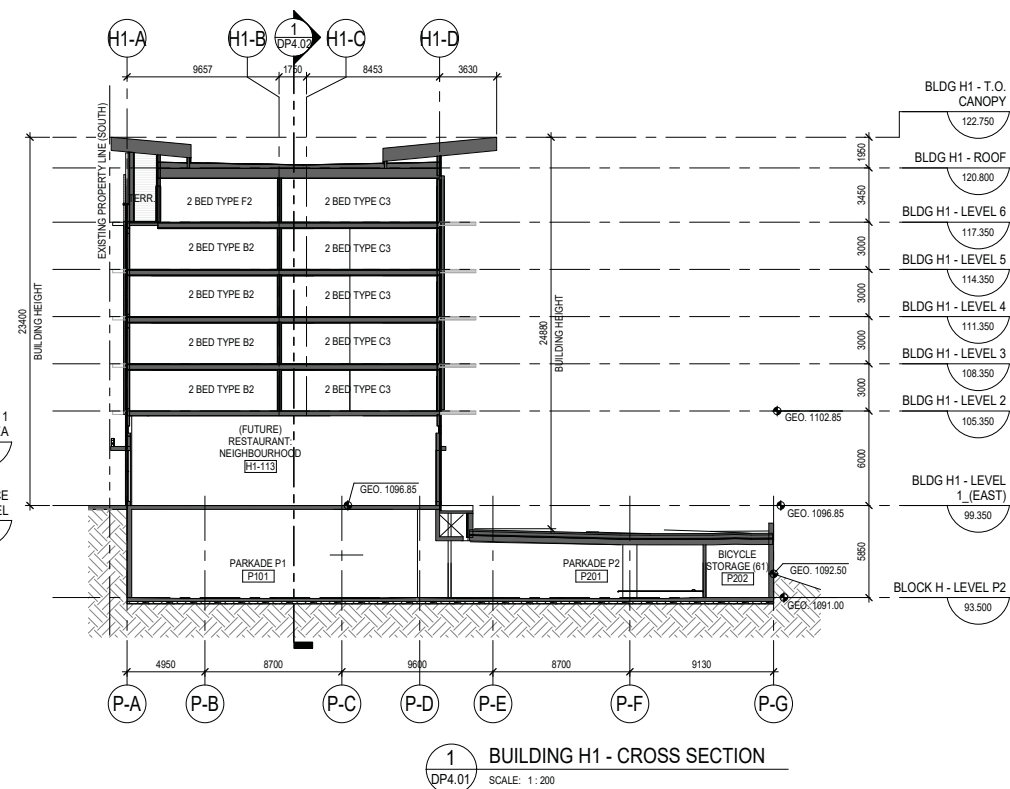 H1-A
H1-B
1
DP4.02
H1-C
H1-D
9657
1750
8453
3630
BLDG H1 - T.O.
CANOPY
122.750
1950
BLDG H1 - ROOF
120.800
3450
BLDG H1 - LEVEL 6
117.350
3000
BLDG H1 - LEVEL 5
114.350
3000
BLDG H1 - LEVEL 4
111.350
3000
BLDG H1 - LEVEL 3
108.350
3000
BLDG H1 - LEVEL 2
105.350
6000
BLDG H1 - LEVEL
1_(EAST)
99.350
5850
BLOCK H - LEVEL P2
93.500
EXISTING PROPERTY LINE (SOUTH)
23400
BUILDING HEIGHT
24880
BUILDING HEIGHT
TERR.
2 BED TYPE F2
2 BED TYPE C3
2 BED TYPE B2
2 BED TYPE C3
2 BED TYPE B2
2 BED TYPE C3
2 BED TYPE B2
2 BED TYPE C3
2 BED TYPE B2
2 BED TYPE C3
1
(FUTURE)
RESTAURANT:
NEIGHBOURHOOD
H1-113
GEO. 1102.85
GEO. 1096.85
GEO. 1096.85
PARKADE P1
P101
PARKADE P2
P201
BICYCLE
STORAGE (61)
P202
GEO. 1092.50
GEO. 1091.00
4950
8700
9600
8700
9130
P-A
P-B
P-C
P-D
P-E
P-F
P-G
1
DP4.01
BUILDING H1 - CROSS SECTION
SCALE: 1 : 200